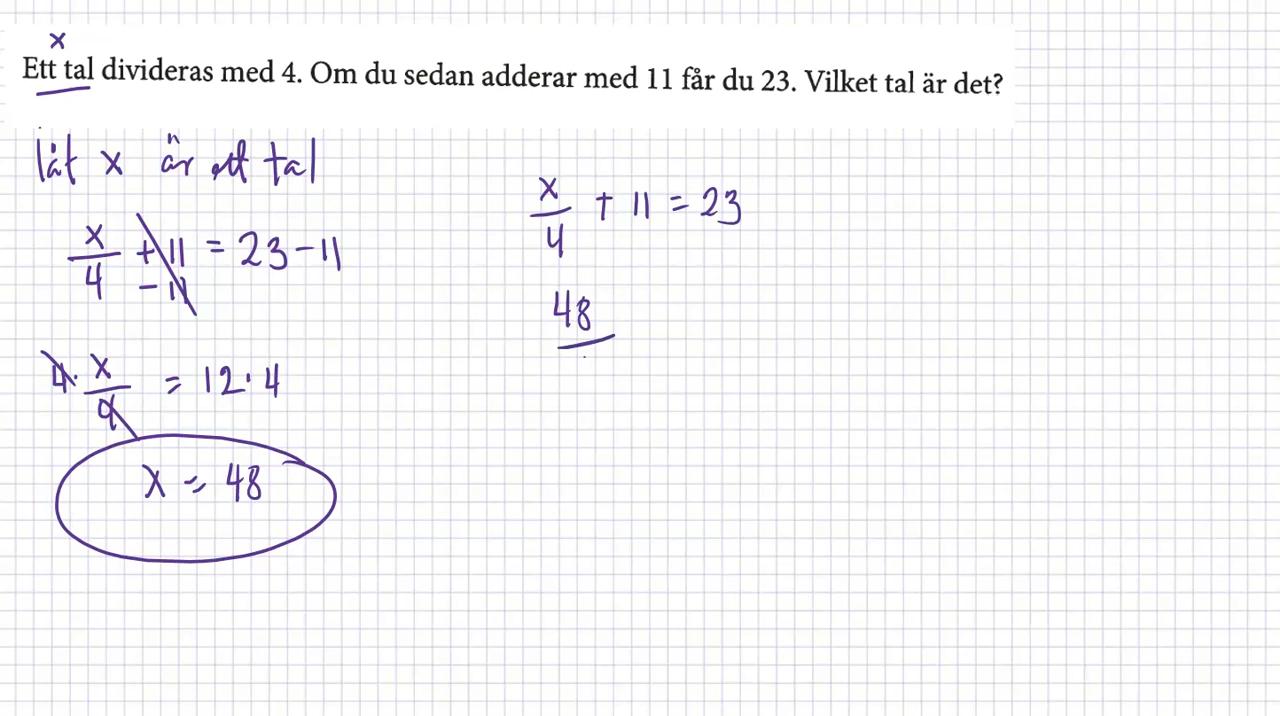 x
Ett tal divideras med 4. Om du sedan adderar med 11 får du 23. Vilket tal är det?
låt x är ett tal
x/4 + 11 - 11 = 23 - 11
4 · x/4 = 12 · 4
x = 48
x/4 + 11 = 23
48